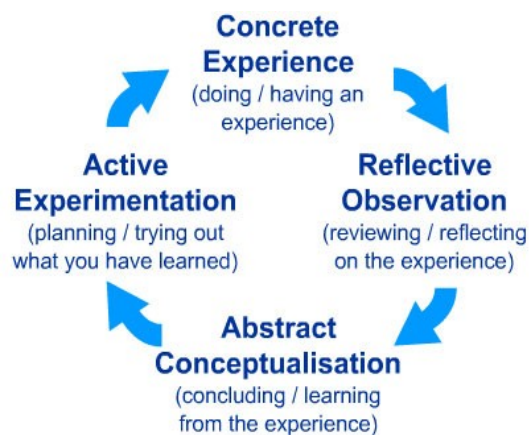 Concrete
Experience
(doing / having an
experience)
Reflective
Observation
(reviewing / reflecting
on the experience)
Abstract
Conceptualisation
(concluding / learning
from the experience)
Active
Experimentation
(planning / trying out
what you have learned)